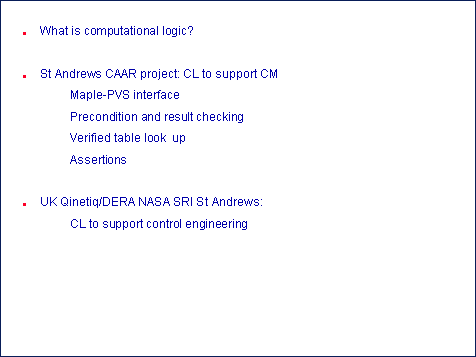 What is computational logic?
St Andrews CAAR project: CL to support CM
Maple-PVS interface
Precondition and result checking
Verified table look up
Assertions
UK Qinetiq/DERA NASA SRI St Andrews:
CL to support control engineering